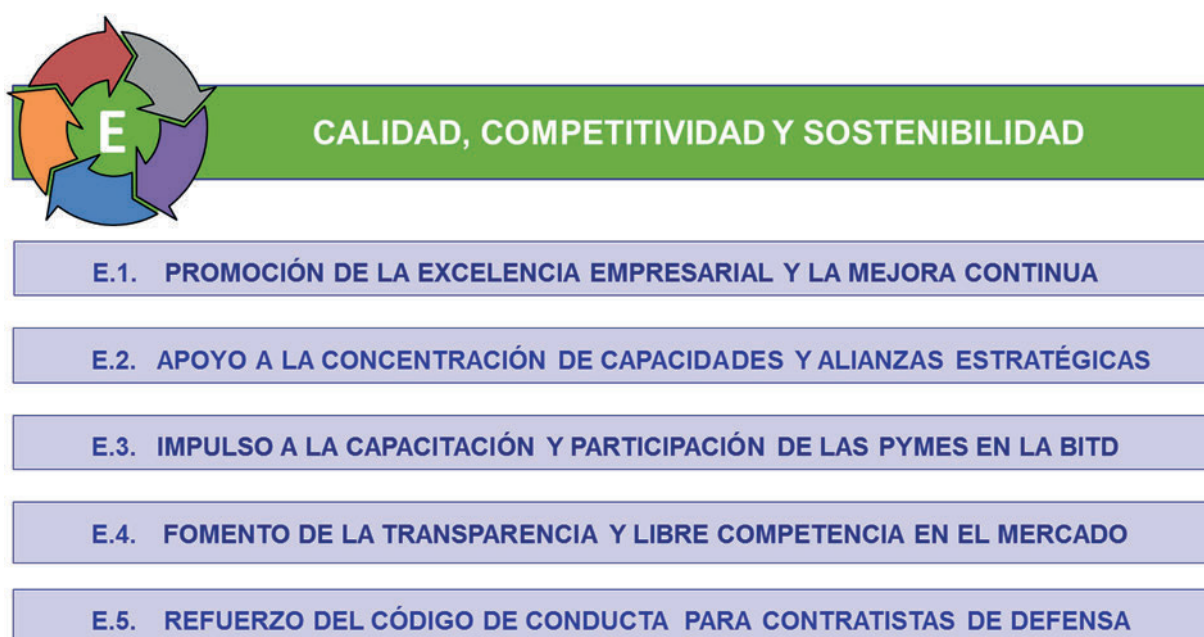 E
CALIDAD, COMPETITIVIDAD Y SOSTENIBILIDAD
E.1. PROMOCIÓN DE LA EXCELENCIA EMPRESARIAL Y LA MEJORA CONTINUA
E.2. APOYO A LA CONCENTRACIÓN DE CAPACIDADES Y ALIANZAS ESTRATÉGICAS
E.3. IMPULSO A LA CAPACITACIÓN Y PARTICIPACIÓN DE LAS PYMES EN LA BITD
E.4. FOMENTO DE LA TRANSPARENCIA Y LIBRE COMPETENCIA EN EL MERCADO
E.5. REFUERZO DEL CÓDIGO DE CONDUCTA PARA CONTRATISTAS DE DEFENSA